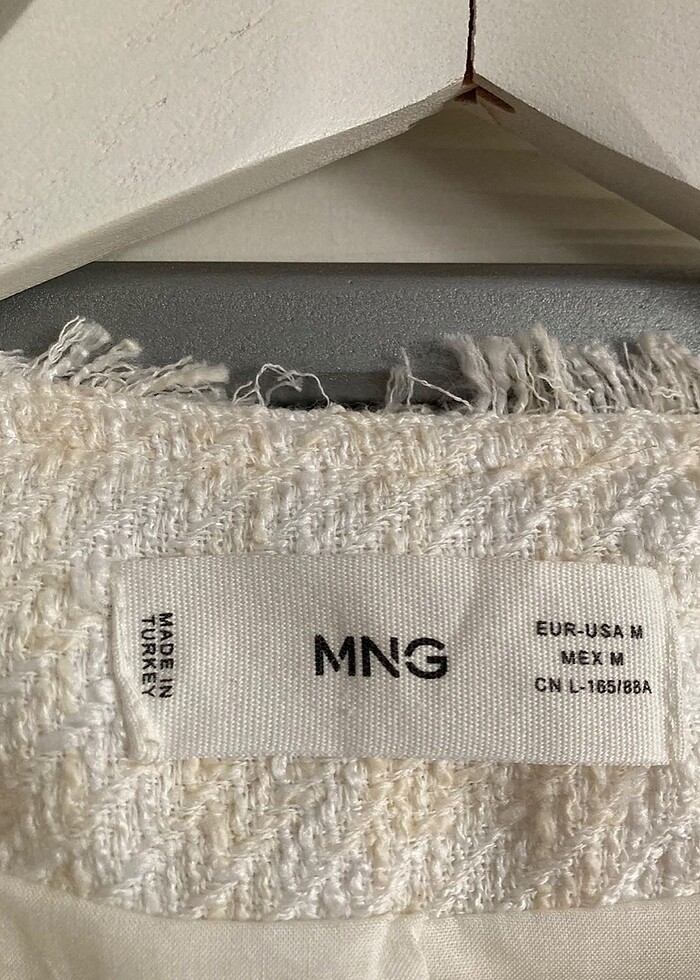 MADE IN
TURKEY
MNG
EUR-USA M
MEX M
CN L-165/88A